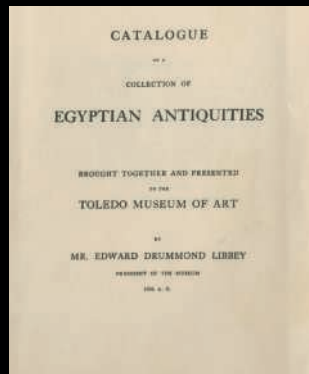 CATALOGUE
OF A
COLLECTION OF
EGYPTIAN ANTIQUITIES
BROUGHT TOGETHER AND PRESENTED
TO THE
TOLEDO MUSEUM OF ART
BY
MR. EDWARD DRUMMOND LIBBEY
PRESIDENT OF THE MUSEUM